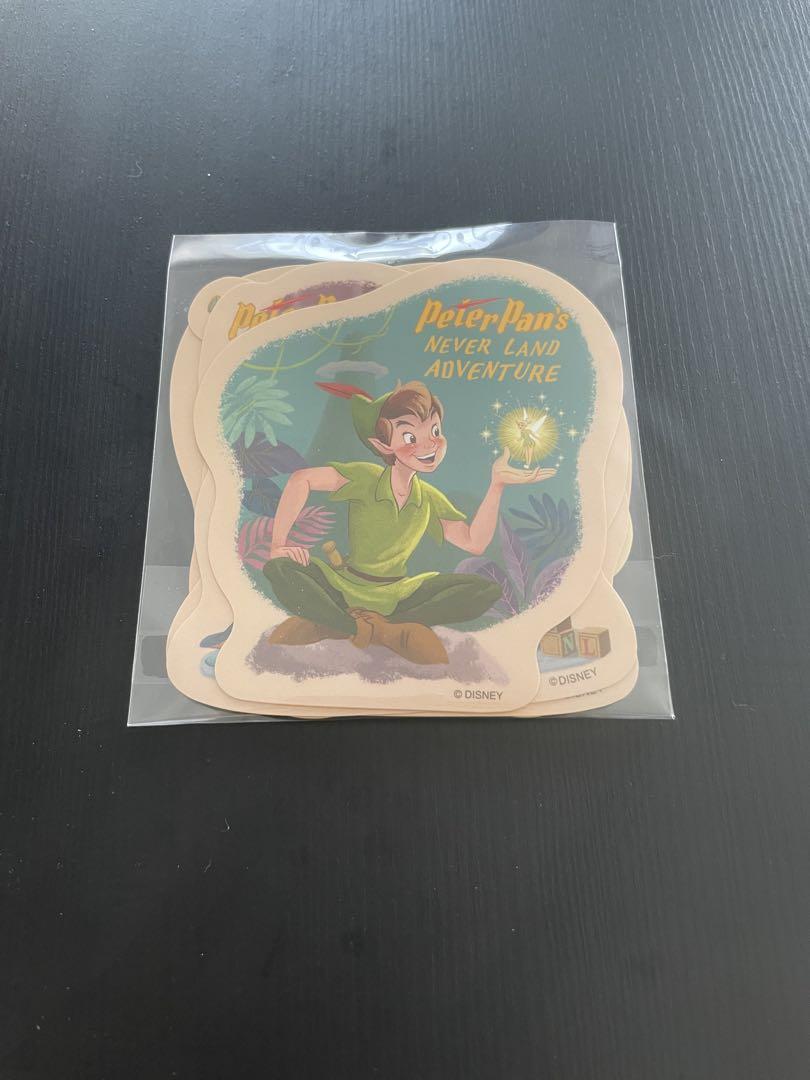 Peter Pan's
NEVER LAND
ADVENTURE
N L
© DISNEY
© DISNEY